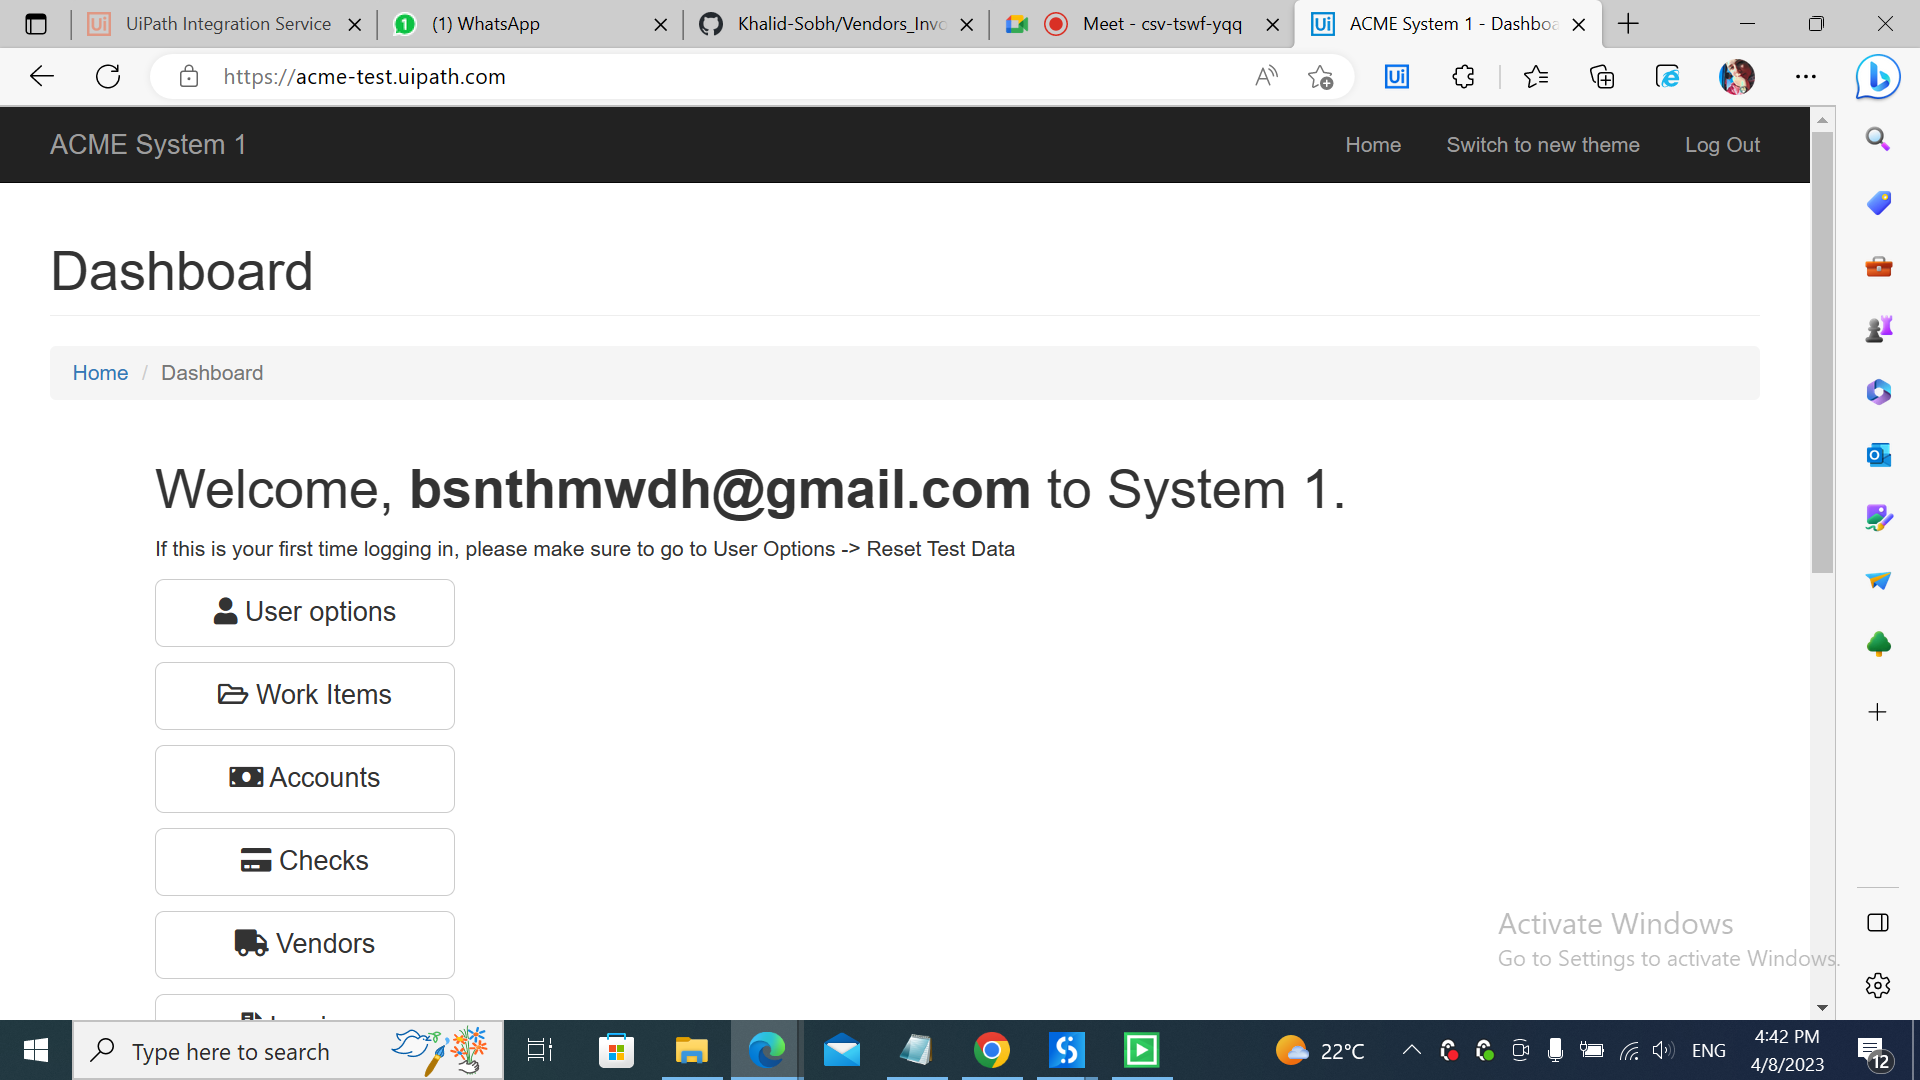 UiPath Integration Service
(1) WhatsApp
Khalid-Sobh/Vendors_Invo
Meet - csv-tswf-yqq
ACME System 1 - Dashboa
https://acme-test.uipath.com
ACME System 1
Home
Switch to new theme
Log Out
Dashboard
Home / Dashboard
Welcome, bsnthmwdh@gmail.com to System 1.
If this is your first time logging in, please make sure to go to User Options -> Reset Test Data
User options
Work Items
Accounts
Checks
Vendors
Activate Windows
Go to Settings to activate Windows.
Type here to search
22°C
ENG
4:42 PM
4/8/2023
12